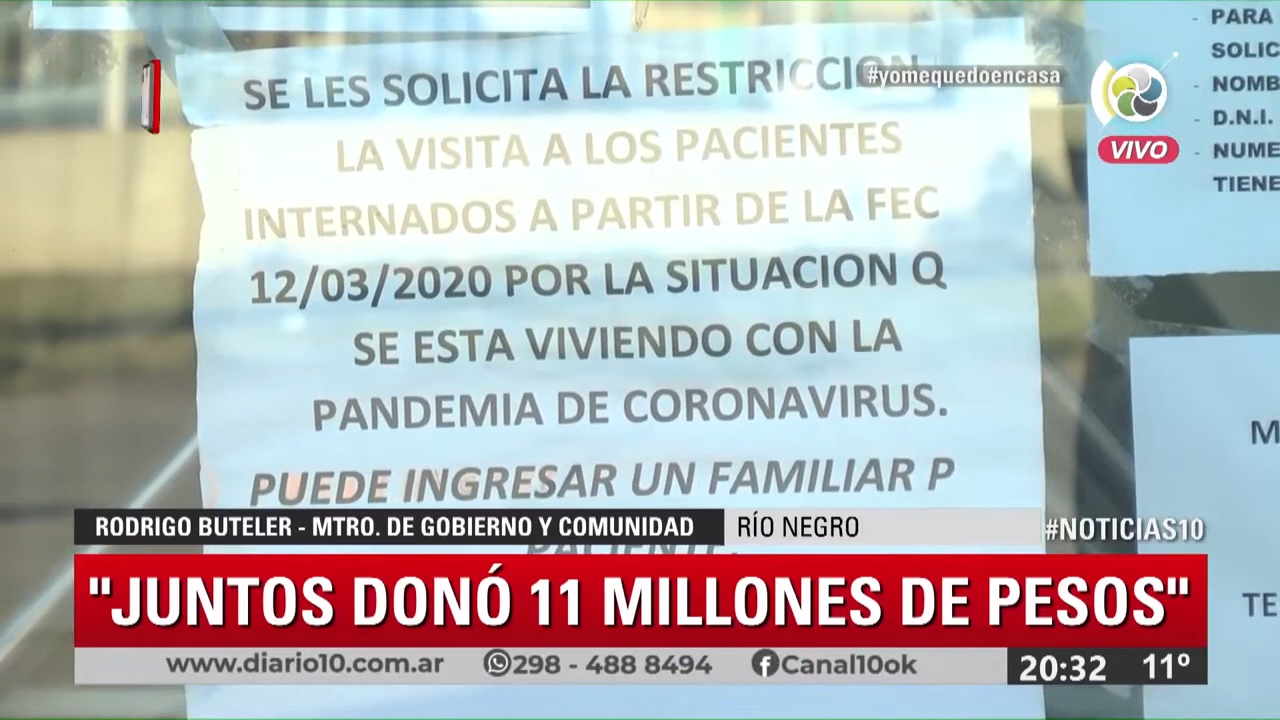 SE LES SOLICITA LA RESTRICCION
LA VISITA A LOS PACIENTES
INTERNADOS A PARTIR DE LA FEC
12/03/2020 POR LA SITUACION Q
SE ESTA VIVIENDO CON LA
PANDEMIA DE CORONAVIRUS.
PUEDE INGRESAR UN FAMILIAR P
PACIENTE.
#yomequedoencasa
VIVO
- PARA
SOLIC
- NOMB
- D.N.I.
- NUME
TIENE
M
TE
RODRIGO BUTELER - MTRO. DE GOBIERNO Y COMUNIDAD
RÍO NEGRO
#NOTICIAS10
"JUNTOS DONÓ 11 MILLONES DE PESOS"
www.diario10.com.ar
298 - 488 8494
Canal10ok
20:32
11º